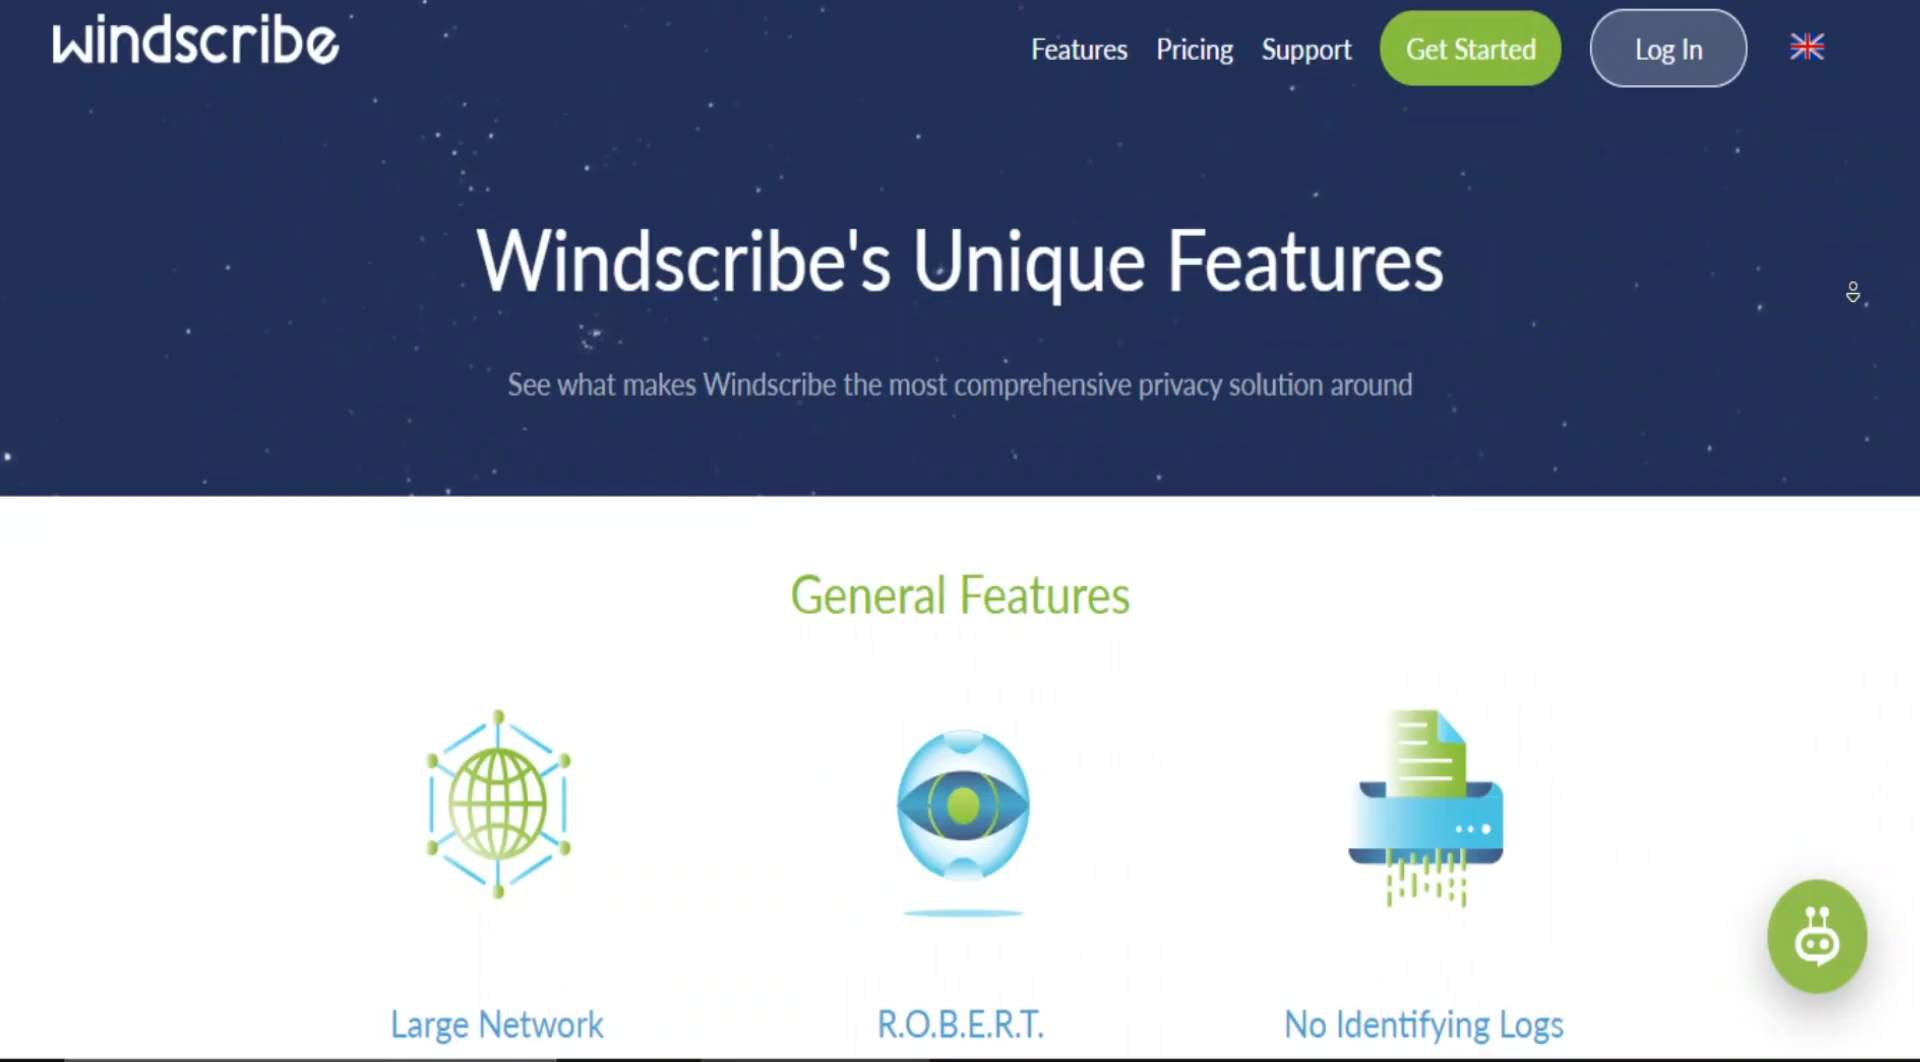 windscribe
Features Pricing Support Get Started Log In
Windscribe's Unique Features
See what makes Windscribe the most comprehensive privacy solution around
General Features
Large Network R.O.B.E.R.T. No Identifying Logs